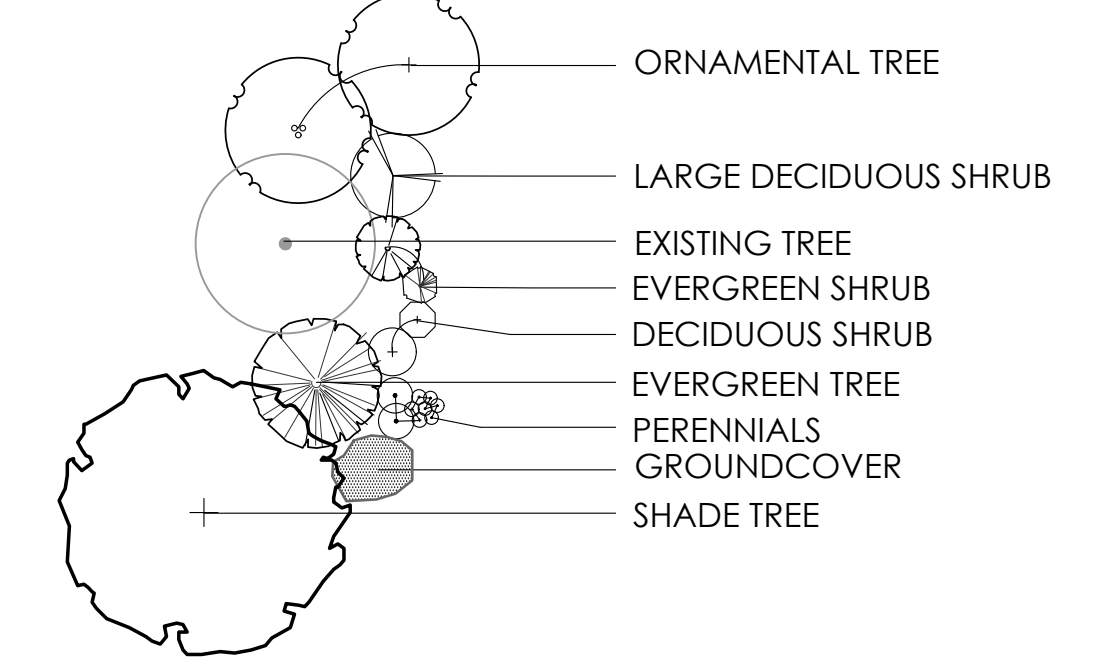 ORNAMENTAL TREE
LARGE DECIDUOUS SHRUB
EXISTING TREE
EVERGREEN SHRUB
DECIDUOUS SHRUB
EVERGREEN TREE
PERENNIALS
GROUNDCOVER
SHADE TREE